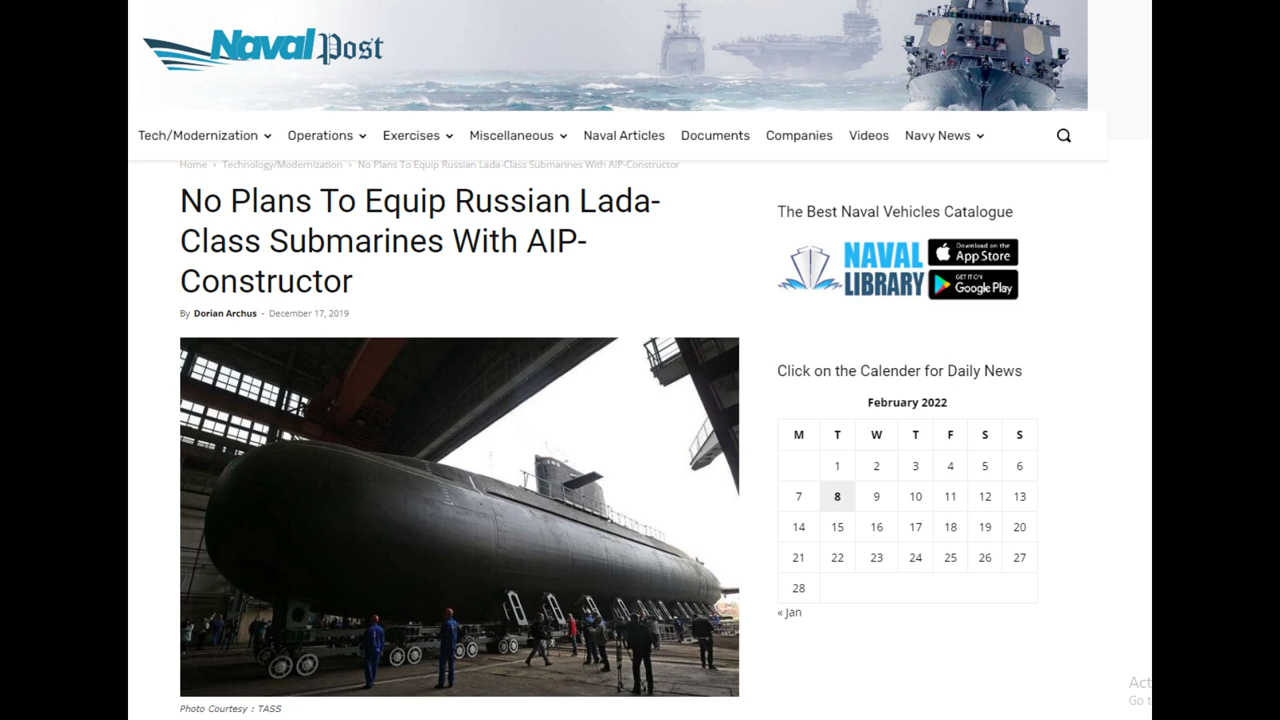 Naval Post
Tech/Modernization Operations Exercises Miscellaneous Naval Articles Documents Companies Videos Navy News
Home › Technology/Modernization › No Plans To Equip Russian Lada-Class Submarines With AIP-Constructor
No Plans To Equip Russian Lada-
Class Submarines With AIP-
Constructor
By Dorian Archus - December 17, 2019
Photo Courtesy : TASS
The Best Naval Vehicles Catalogue
NAVAL
LIBRARY
Download on the
App Store
GET IT ON
Google Play
Click on the Calender for Daily News
February 2022
M T W T F S S
1 2 3 4 5 6
7 8 9 10 11 12 13
14 15 16 17 18 19 20
21 22 23 24 25 26 27
28
« Jan
Act
Go t